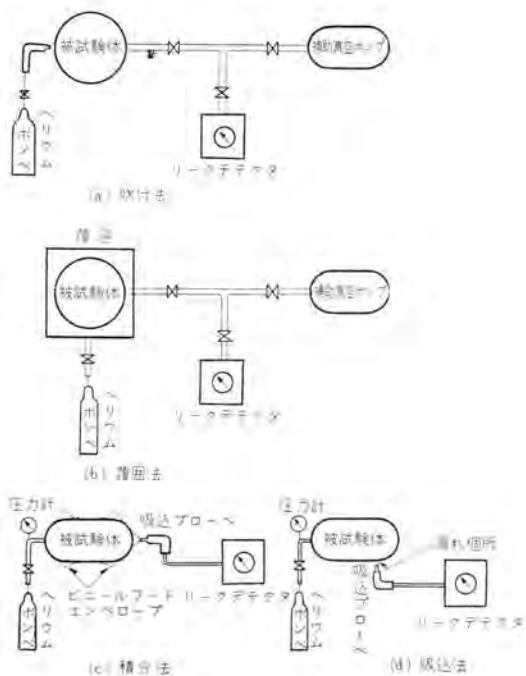 被試験体
補助真空ポンプ
ヘリウム
ボンベ
リークデテクタ
(a) 吹付法
覆囲
被試験体
補助真空ポンプ
ヘリウム
ボンベ
リークデテクタ
(b) 覆囲法
圧力計
被試験体
吸込プローベ
ヘリウム
ボンベ
ビニールフード
エンベロープ
リークデテクタ
(c) 積分法
圧力計
被試験体
漏れ個所
吸込プローベ
ヘリウム
ボンベ
リークデテクタ
(d) 吸込法